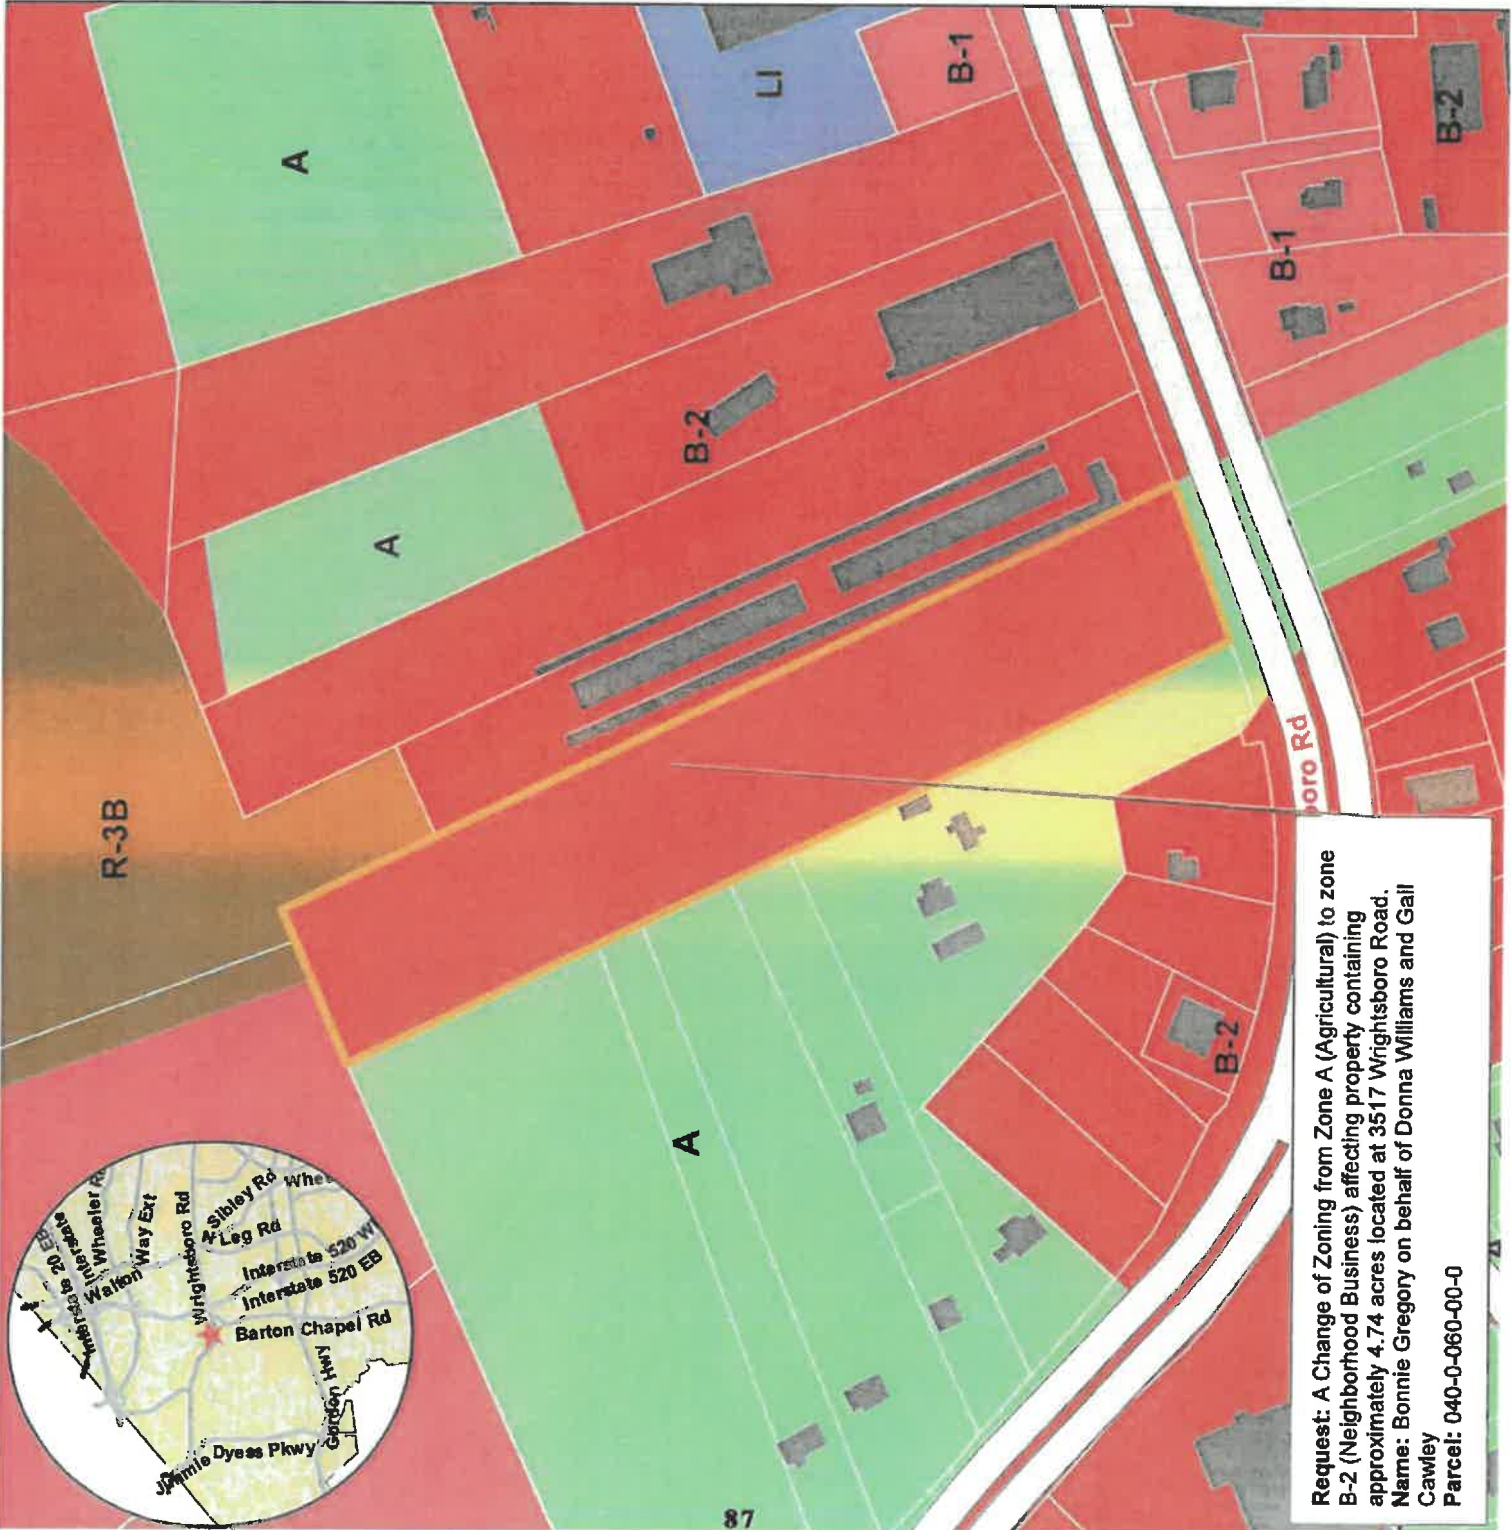 R-3B
A
A
B-2
LI
B-1
B-1
B-2
A
B-2
boro Rd
Interstate 20 EB
Interstate
Wheeler R
Walton Way Ext
Wrightsboro Rd
Sibley Rd
Leg Rd
Whee
Interstate 520 W
Interstate 520 EB
Barton Chapel Rd
Gordon Hwy
Jimmie Dyess Pkwy
Request: A Change of Zoning from Zone A (Agricultural) to zone
B-2 (Neighborhood Business) affecting property containing
approximately 4.74 acres located at 3517 Wrightsboro Road.
Name: Bonnie Gregory on behalf of Donna Williams and Gail
Cawley
Parcel: 040-0-060-00-0
87